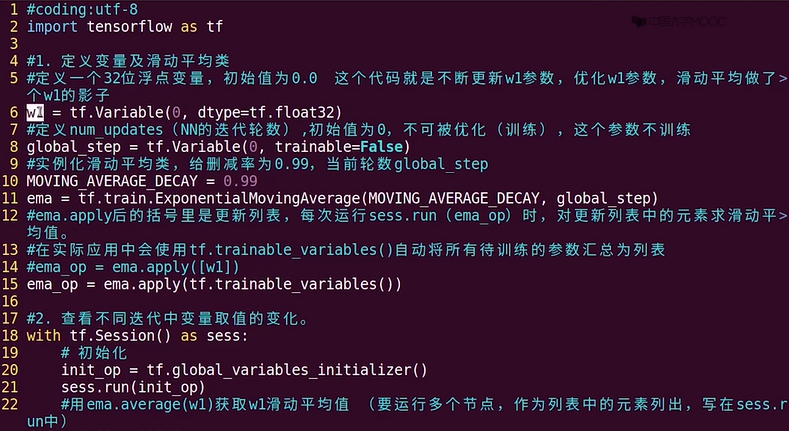 1 #coding:utf-8
2 import tensorflow as tf
3
4 #1. 定义变量及滑动平均类
5 #定义一个32位浮点变量，初始值为0.0 这个代码就是不断更新w1参数，优化w1参数，滑动平均做了>
个w1的影子
6 w1 = tf.Variable(0, dtype=tf.float32)
7 #定义num_updates（NN的迭代轮数）,初始值为0，不可被优化（训练），这个参数不训练
8 global_step = tf.Variable(0, trainable=False)
9 #实例化滑动平均类，给删减率为0.99，当前轮数global_step
10 MOVING_AVERAGE_DECAY = 0.99
11 ema = tf.train.ExponentialMovingAverage(MOVING_AVERAGE_DECAY, global_step)
12 #ema.apply后的括号里是更新列表，每次运行sess.run（ema_op）时，对更新列表中的元素求滑动平>
均值。
13 #在实际应用中会使用tf.trainable_variables()自动将所有待训练的参数汇总为列表
14 #ema_op = ema.apply([w1])
15 ema_op = ema.apply(tf.trainable_variables())
16
17 #2. 查看不同迭代中变量取值的变化。
18 with tf.Session() as sess:
19     # 初始化
20     init_op = tf.global_variables_initializer()
21     sess.run(init_op)
22     #用ema.average(w1)获取w1滑动平均值 （要运行多个节点，作为列表中的元素列出，写在sess.r
un中）